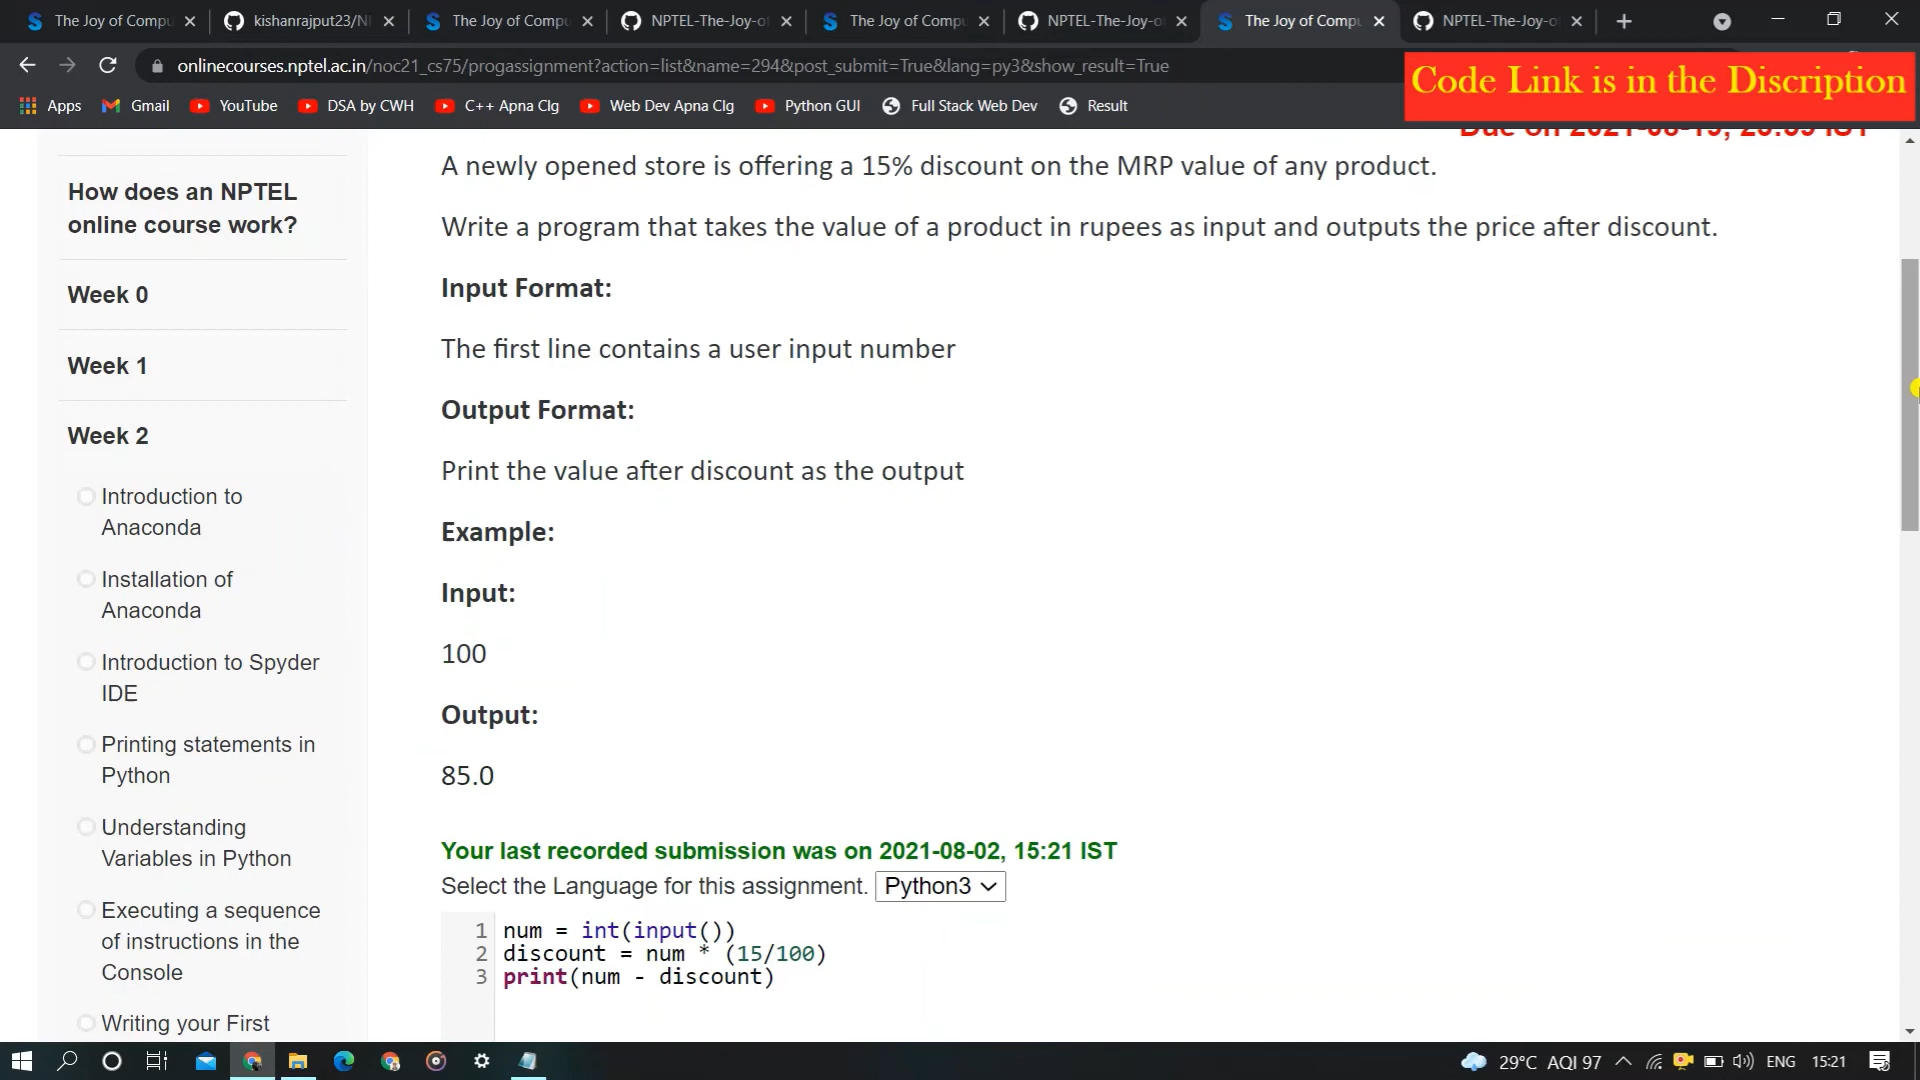 The Joy of Compu
kishanrajput23/N
The Joy of Compu
NPTEL-The-Joy-o
The Joy of Compu
NPTEL-The-Joy-o
The Joy of Compu
NPTEL-The-Joy-o
onlinecourses.nptel.ac.in/noc21_cs75/progassignment?action=list&name=294&post_submit=True&lang=py3&show_result=True
Code Link is in the Discription
Apps
Gmail
YouTube
DSA by CWH
C++ Apna Clg
Web Dev Apna Clg
Python GUI
Full Stack Web Dev
Result
How does an NPTEL
online course work?
Week 0
Week 1
Week 2
Introduction to
Anaconda
Installation of
Anaconda
Introduction to Spyder
IDE
Printing statements in
Python
Understanding
Variables in Python
Executing a sequence
of instructions in the
Console
Writing your First
A newly opened store is offering a 15% discount on the MRP value of any product.
Write a program that takes the value of a product in rupees as input and outputs the price after discount.
Input Format:
The first line contains a user input number
Output Format:
Print the value after discount as the output
Example:
Input:
100
Output:
85.0
Your last recorded submission was on 2021-08-02, 15:21 IST
Select the Language for this assignment. Python3
1 num = int(input())
2 discount = num * (15/100)
3 print(num - discount)
29°C AQI 97
ENG
15:21